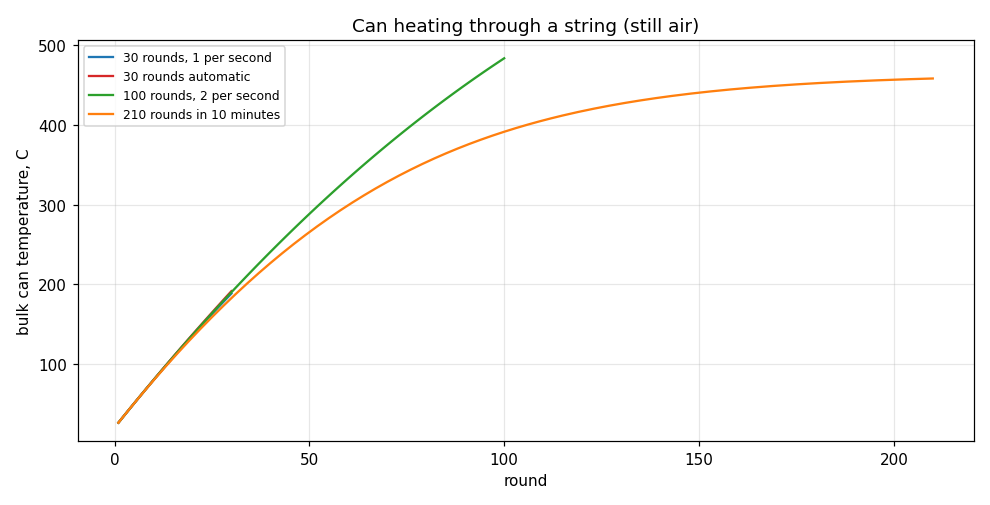 Can heating through a string (still air)
30 rounds, 1 per second
30 rounds automatic
100 rounds, 2 per second
210 rounds in 10 minutes
bulk can temperature, C
500
400
300
200
100
0 50 100 150 200
round